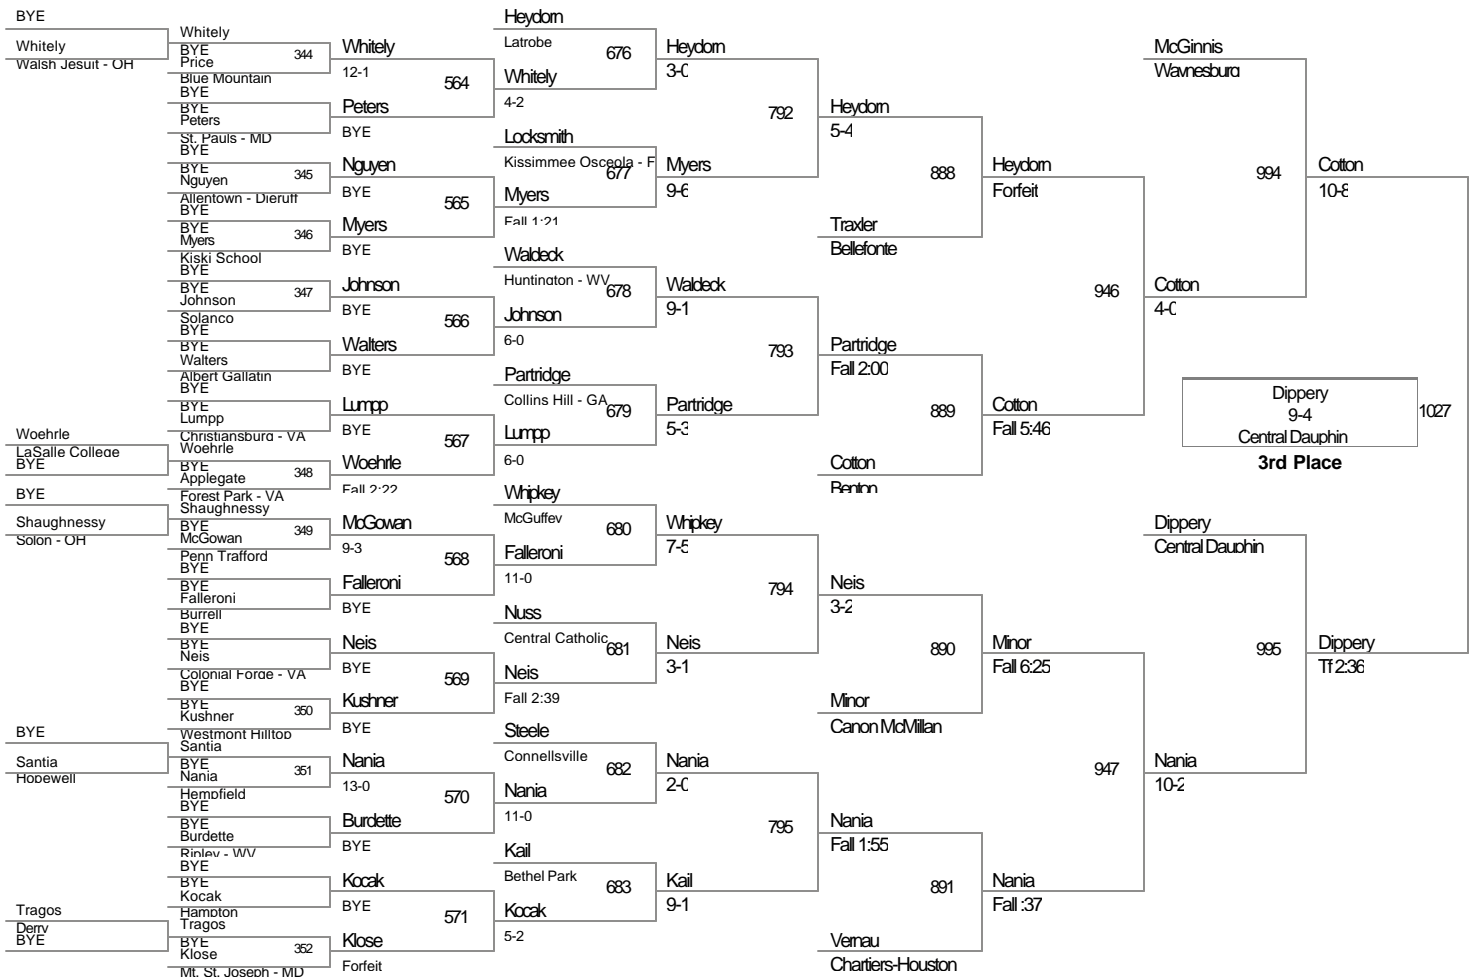 BYE
Whitely
Walsh Jesuit - OH
Woehrle
LaSalle College
BYE
BYE
Shaughnessy
Solon - OH
BYE
Santia
Hopewell
Tragos
Derry
BYE
Whitely
BYE
344
Price
Blue Mountain
BYE
BYE
Peters
St. Pauls - MD
BYE
BYE
345
Nguyen
Allentown - Dieruff
BYE
BYE
346
Myers
Kiski School
BYE
BYE
347
Johnson
Solanco
BYE
BYE
Walters
Albert Gallatin
BYE
BYE
Lumpp
Christiansburg - VA
Woehrle
BYE
348
Applegate
Forest Park - VA
Shaughnessy
BYE
349
McGowan
Penn Trafford
BYE
BYE
Falleroni
Burrell
BYE
BYE
Neis
Colonial Forge - VA
BYE
BYE
350
Kushner
Westmont Hilltop
Santia
BYE
351
Nania
Hempfield
BYE
BYE
Burdette
Ripley - WV
BYE
BYE
Kocak
Hampton
Tragos
BYE
352
Klose
Mt. St. Joseph - MD
Whitely
12-1
564
Peters
BYE
Nguyen
BYE
565
Myers
BYE
Johnson
BYE
566
Walters
BYE
Lumpp
BYE
567
Woehrle
Fall 2:22
McGowan
9-3
568
Falleroni
BYE
Neis
BYE
569
Kushner
BYE
Nania
13-0
570
Burdette
BYE
Kocak
BYE
571
Klose
Forfeit
Heydorn
Latrobe
676
Whitely
4-2
Locksmith
Kissimmee Osceola - F
677
Myers
Fall 1:21
Waldeck
Huntington - WV
678
Johnson
6-0
Partridge
Collins Hill - GA
679
Lumpp
6-0
Whipkey
McGuffey
680
Falleroni
11-0
Nuss
Central Catholic
681
Neis
Fall 2:39
Steele
Connellsville
682
Nania
11-0
Kail
Bethel Park
683
Kocak
5-2
Heydorn
3-0
792
Myers
9-6
Waldeck
9-1
793
Partridge
5-3
Whipkey
7-5
794
Neis
3-1
Nania
2-0
795
Kail
9-1
Heydorn
5-4
888
Traxler
Bellefonte
Partridge
Fall 2:00
889
Cotton
Benton
Neis
3-2
890
Minor
Canon McMillan
Nania
Fall 1:55
891
Vernau
Chartiers-Houston
Heydorn
Forfeit
946
Cotton
Fall 5:46
Minor
Fall 6:25
947
Nania
Fall :37
McGinnis
Waynesburg
994
Cotton
4-0
Dippery
Central Dauphin
995
Nania
10-2
Cotton
10-8
Dippery
9-4
Central Dauphin
1027
3rd Place
Dippery
Tf 2:36